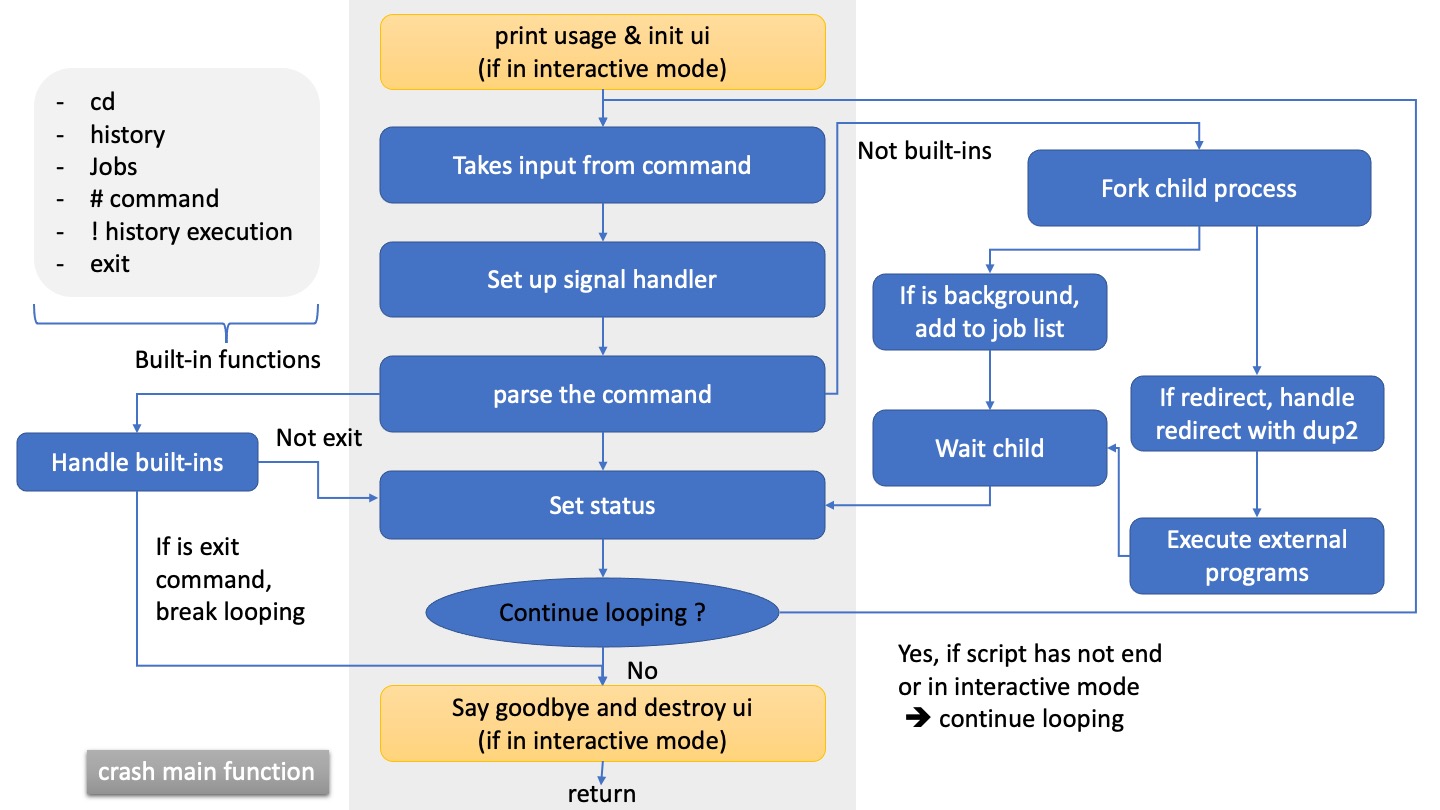 print usage & init ui
(if in interactive mode)
- cd
- history
- Jobs
- # command
- ! history execution
- exit
Built-in functions
Takes input from command
Set up signal handler
parse the command
Not built-ins
Fork child process
If is background,
add to job list
If redirect, handle
redirect with dup2
Wait child
Execute external
programs
Handle built-ins
Not exit
Set status
If is exit
command,
break looping
Continue looping ?
No
Yes, if script has not end
or in interactive mode
➔ continue looping
Say goodbye and destroy ui
(if in interactive mode)
return
crash main function